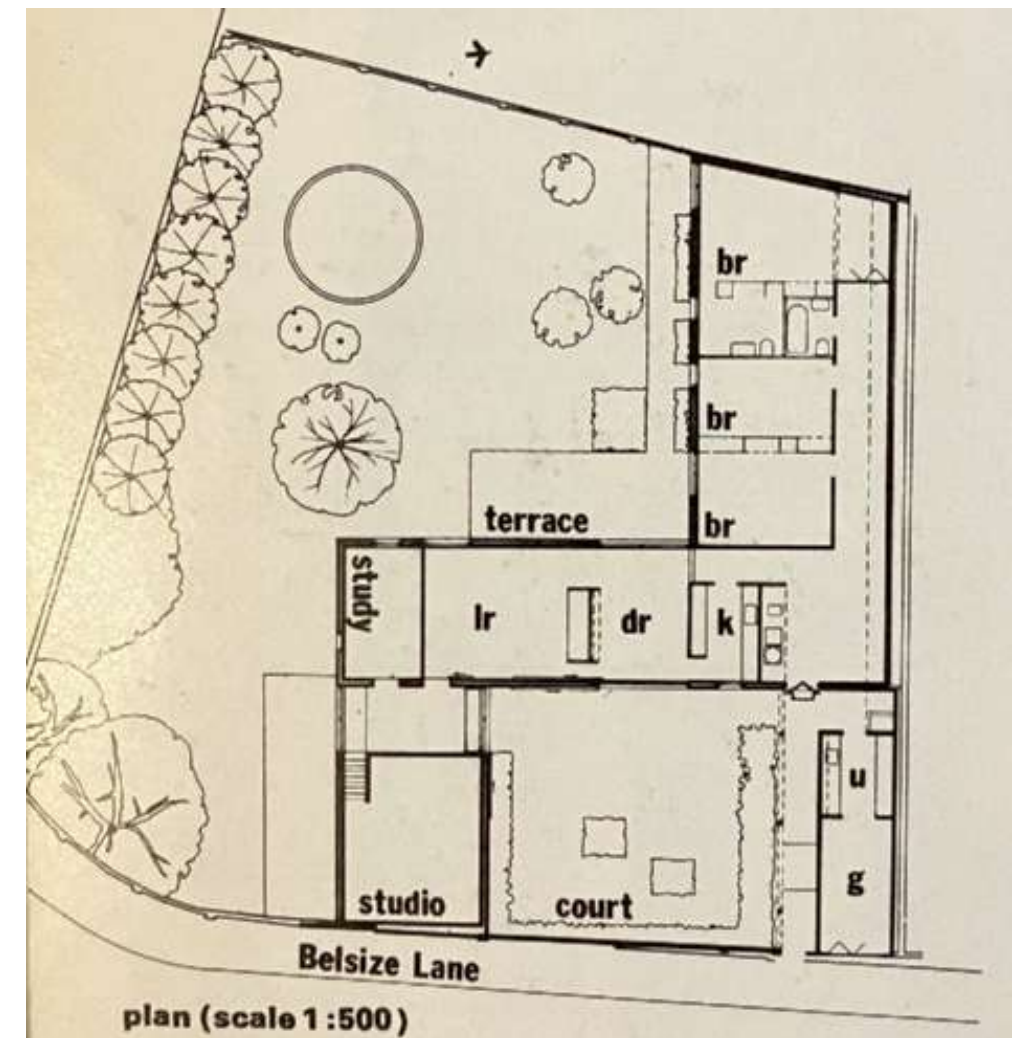 br
br
terrace
br
study
lr
dr
k
u
g
studio
court
Belsize Lane
plan (scale 1:500)